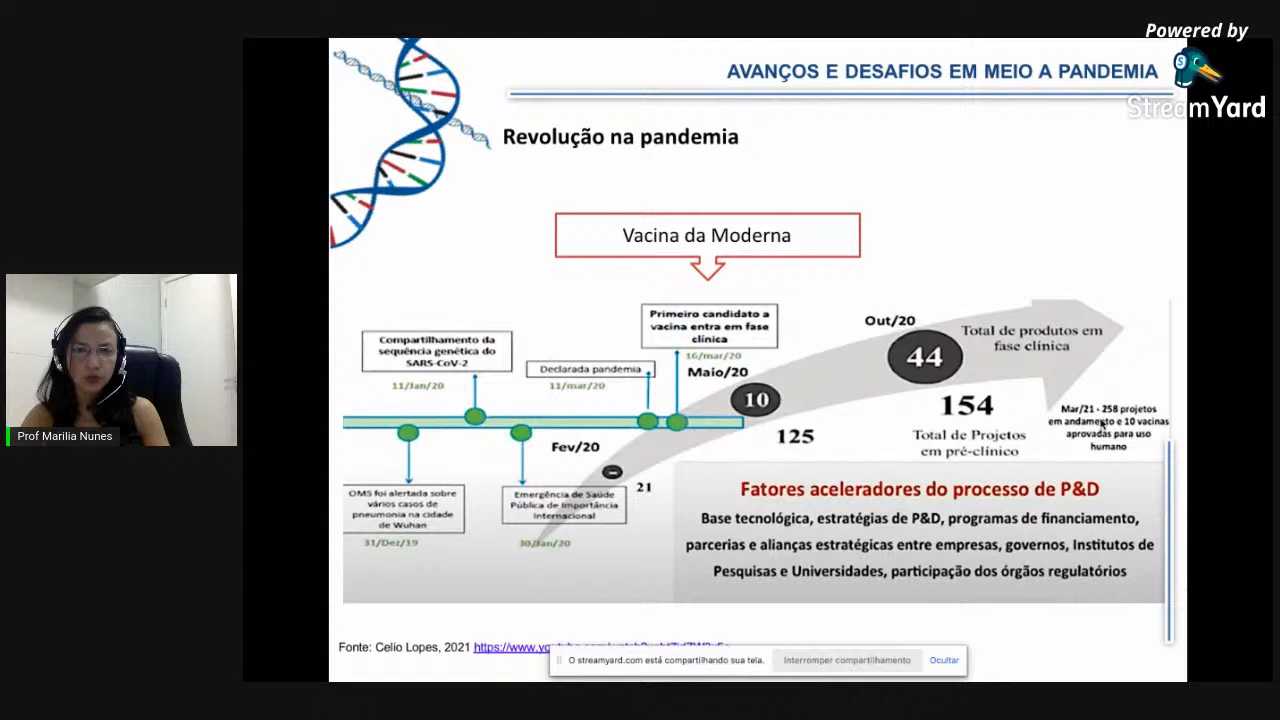 Powered by
StreamYard
AVANÇOS E DESAFIOS EM MEIO A PANDEMIA
Revolução na pandemia
Vacina da Moderna
Primeiro candidato a
vacina entra em fase
clínica
16/mar/20
Compartilhamento da
sequência genética do
SARS-CoV-2
11/Jan/20
Declarada pandemia
11/mar/20
Maio/20
10
125
Out/20
44
Total de produtos em
fase clínica
154
Total de Projetos
em pré-clínico
Mar/21 - 258 projetos
em andamento e 10 vacinas
aprovadas para uso
humano
Fev/20
21
OMS foi alertada sobre
vários casos de
pneumonia na cidade
de Wuhan
31/Dez/19
Emergência de Saúde
Pública de Importância
Internacional
30/Jan/20
Fatores aceleradores do processo de P&D
Base tecnológica, estratégias de P&D, programas de financiamento,
parcerias e alianças estratégicas entre empresas, governos, Institutos de
Pesquisas e Universidades, participação dos órgãos regulatórios
Prof Marilia Nunes
Fonte: Celio Lopes, 2021
O streamyard.com está compartilhando sua tela. Interromper compartilhamento Ocultar